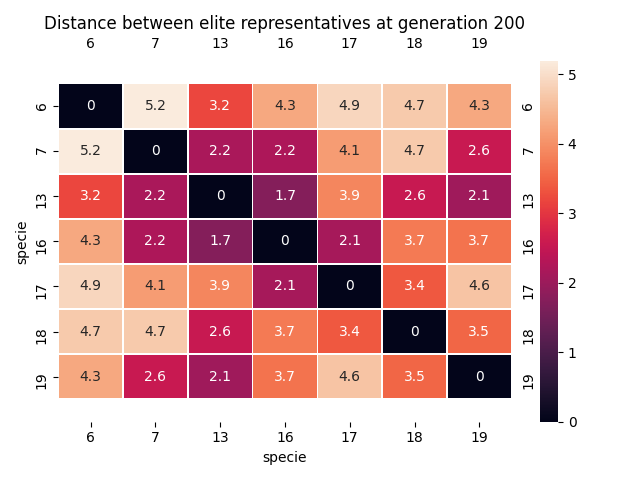 Distance between elite representatives at generation 200
6 7 13 16 17 18 19
6 0 5.2 3.2 4.3 4.9 4.7 4.3 6
7 5.2 0 2.2 2.2 4.1 4.7 2.6 7
13 3.2 2.2 0 1.7 3.9 2.6 2.1 13
16 4.3 2.2 1.7 0 2.1 3.7 3.7 16
17 4.9 4.1 3.9 2.1 0 3.4 4.6 17
18 4.7 4.7 2.6 3.7 3.4 0 3.5 18
19 4.3 2.6 2.1 3.7 4.6 3.5 0 19
6 7 13 16 17 18 19
specie
specie
5
4
3
2
1
0